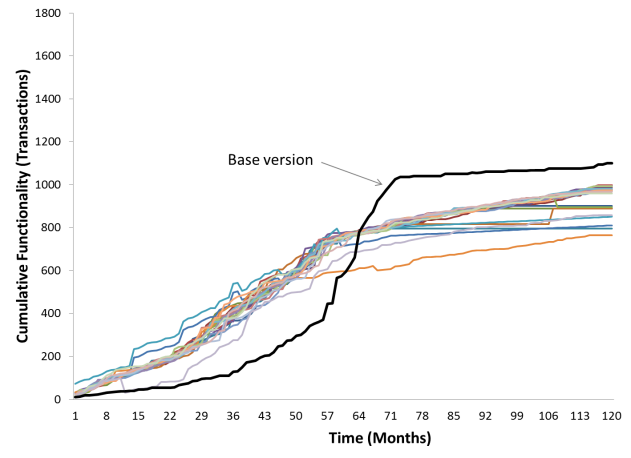 1800
1600
1400
1200
1000
800
600
400
200
0
Cumulative Functionality (Transactions)
Base version
1 8 15 22 29 36 43 50 57 64 71 78 85 92 99 106 113 120
Time (Months)